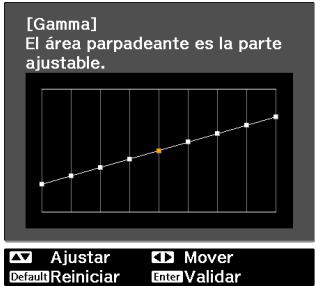 [Gamma]
El área parpadeante es la parte
ajustable.
Ajustar Mover
Default Reiniciar Enter Validar